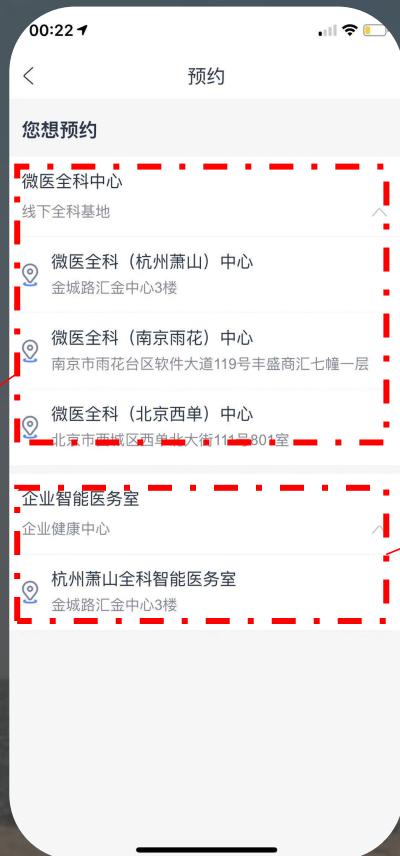 00:22
预约
您想预约
微医全科中心
线下全科基地
微医全科（杭州萧山）中心
金城路汇金中心3楼
微医全科（南京雨花）中心
南京市雨花台区软件大道119号丰盛商汇七幢一层
微医全科（北京西单）中心
北京市西城区西单北大街111号801室
企业智能医务室
企业健康中心
杭州萧山全科智能医务室
金城路汇金中心3楼